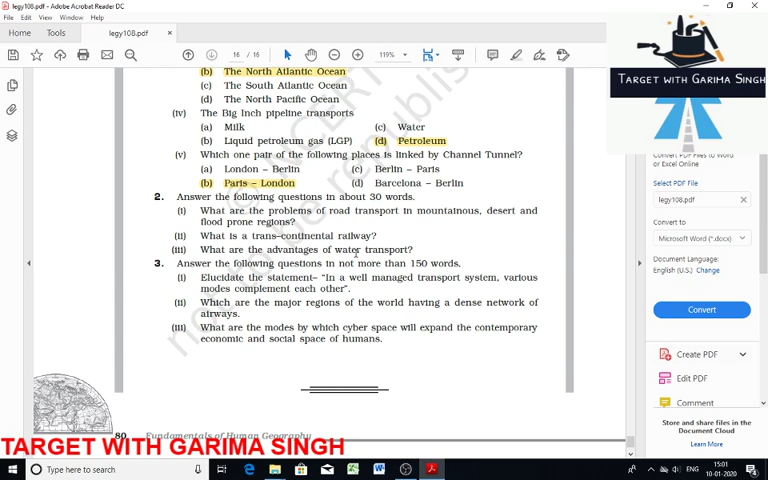 legy108.pdf - Adobe Acrobat Reader DC
File Edit View Window Help
Home Tools legy108.pdf ×
16 / 16 119%
(b) The North Atlantic Ocean
(c) The South Atlantic Ocean
(d) The North Pacific Ocean
(iv) The Big Inch pipeline transports
(a) Milk (c) Water
(b) Liquid petroleum gas (LGP) (d) Petroleum
(v) Which one pair of the following places is linked by Channel Tunnel?
(a) London – Berlin (c) Berlin – Paris
(b) Paris – London (d) Barcelona – Berlin
2. Answer the following questions in about 30 words.
(i) What are the problems of road transport in mountainous, desert and
flood prone regions?
(ii) What is a trans–continental railway?
(iii) What are the advantages of water transport?
3. Answer the following questions in not more than 150 words.
(i) Elucidate the statement– “In a well managed transport system, various
modes complement each other”.
(ii) Which are the major regions of the world having a dense network of
airways.
(iii) What are the modes by which cyber space will expand the contemporary
economic and social space of humans.
80 Fundamentals of Human Geography
not to be republished
© NCERT
TARGET WITH GARIMA SINGH
Convert PDF Files to Word
or Excel Online
Select PDF File
legy108.pdf
Convert to
Microsoft Word (*.docx)
Document Language:
English (U.S.) Change
Convert
Create PDF
Edit PDF
Comment
Store and share files in the
Document Cloud
Learn More
TARGET WITH GARIMA SINGH
Type here to search
15:01
10-01-2020
4